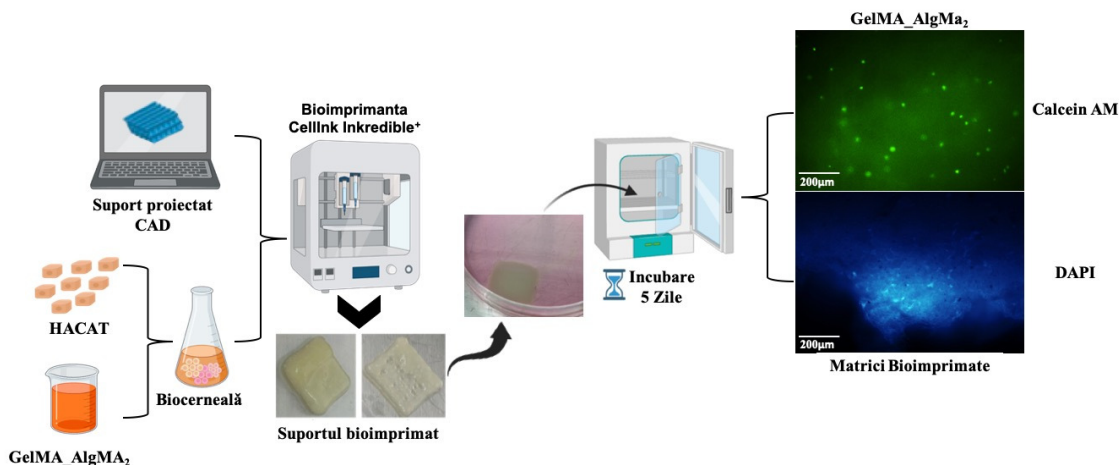 Suport proiectat
CAD
HACAT
GelMA_AlgMA₂
Biocerneală
Bioimprimanta
CellInk Inkredible⁺
Suportul bioimprimat
Incubare
5 Zile
GelMA_AlgMa₂
200µm
Calcein AM
200µm
DAPI
Matrici Bioimprimate